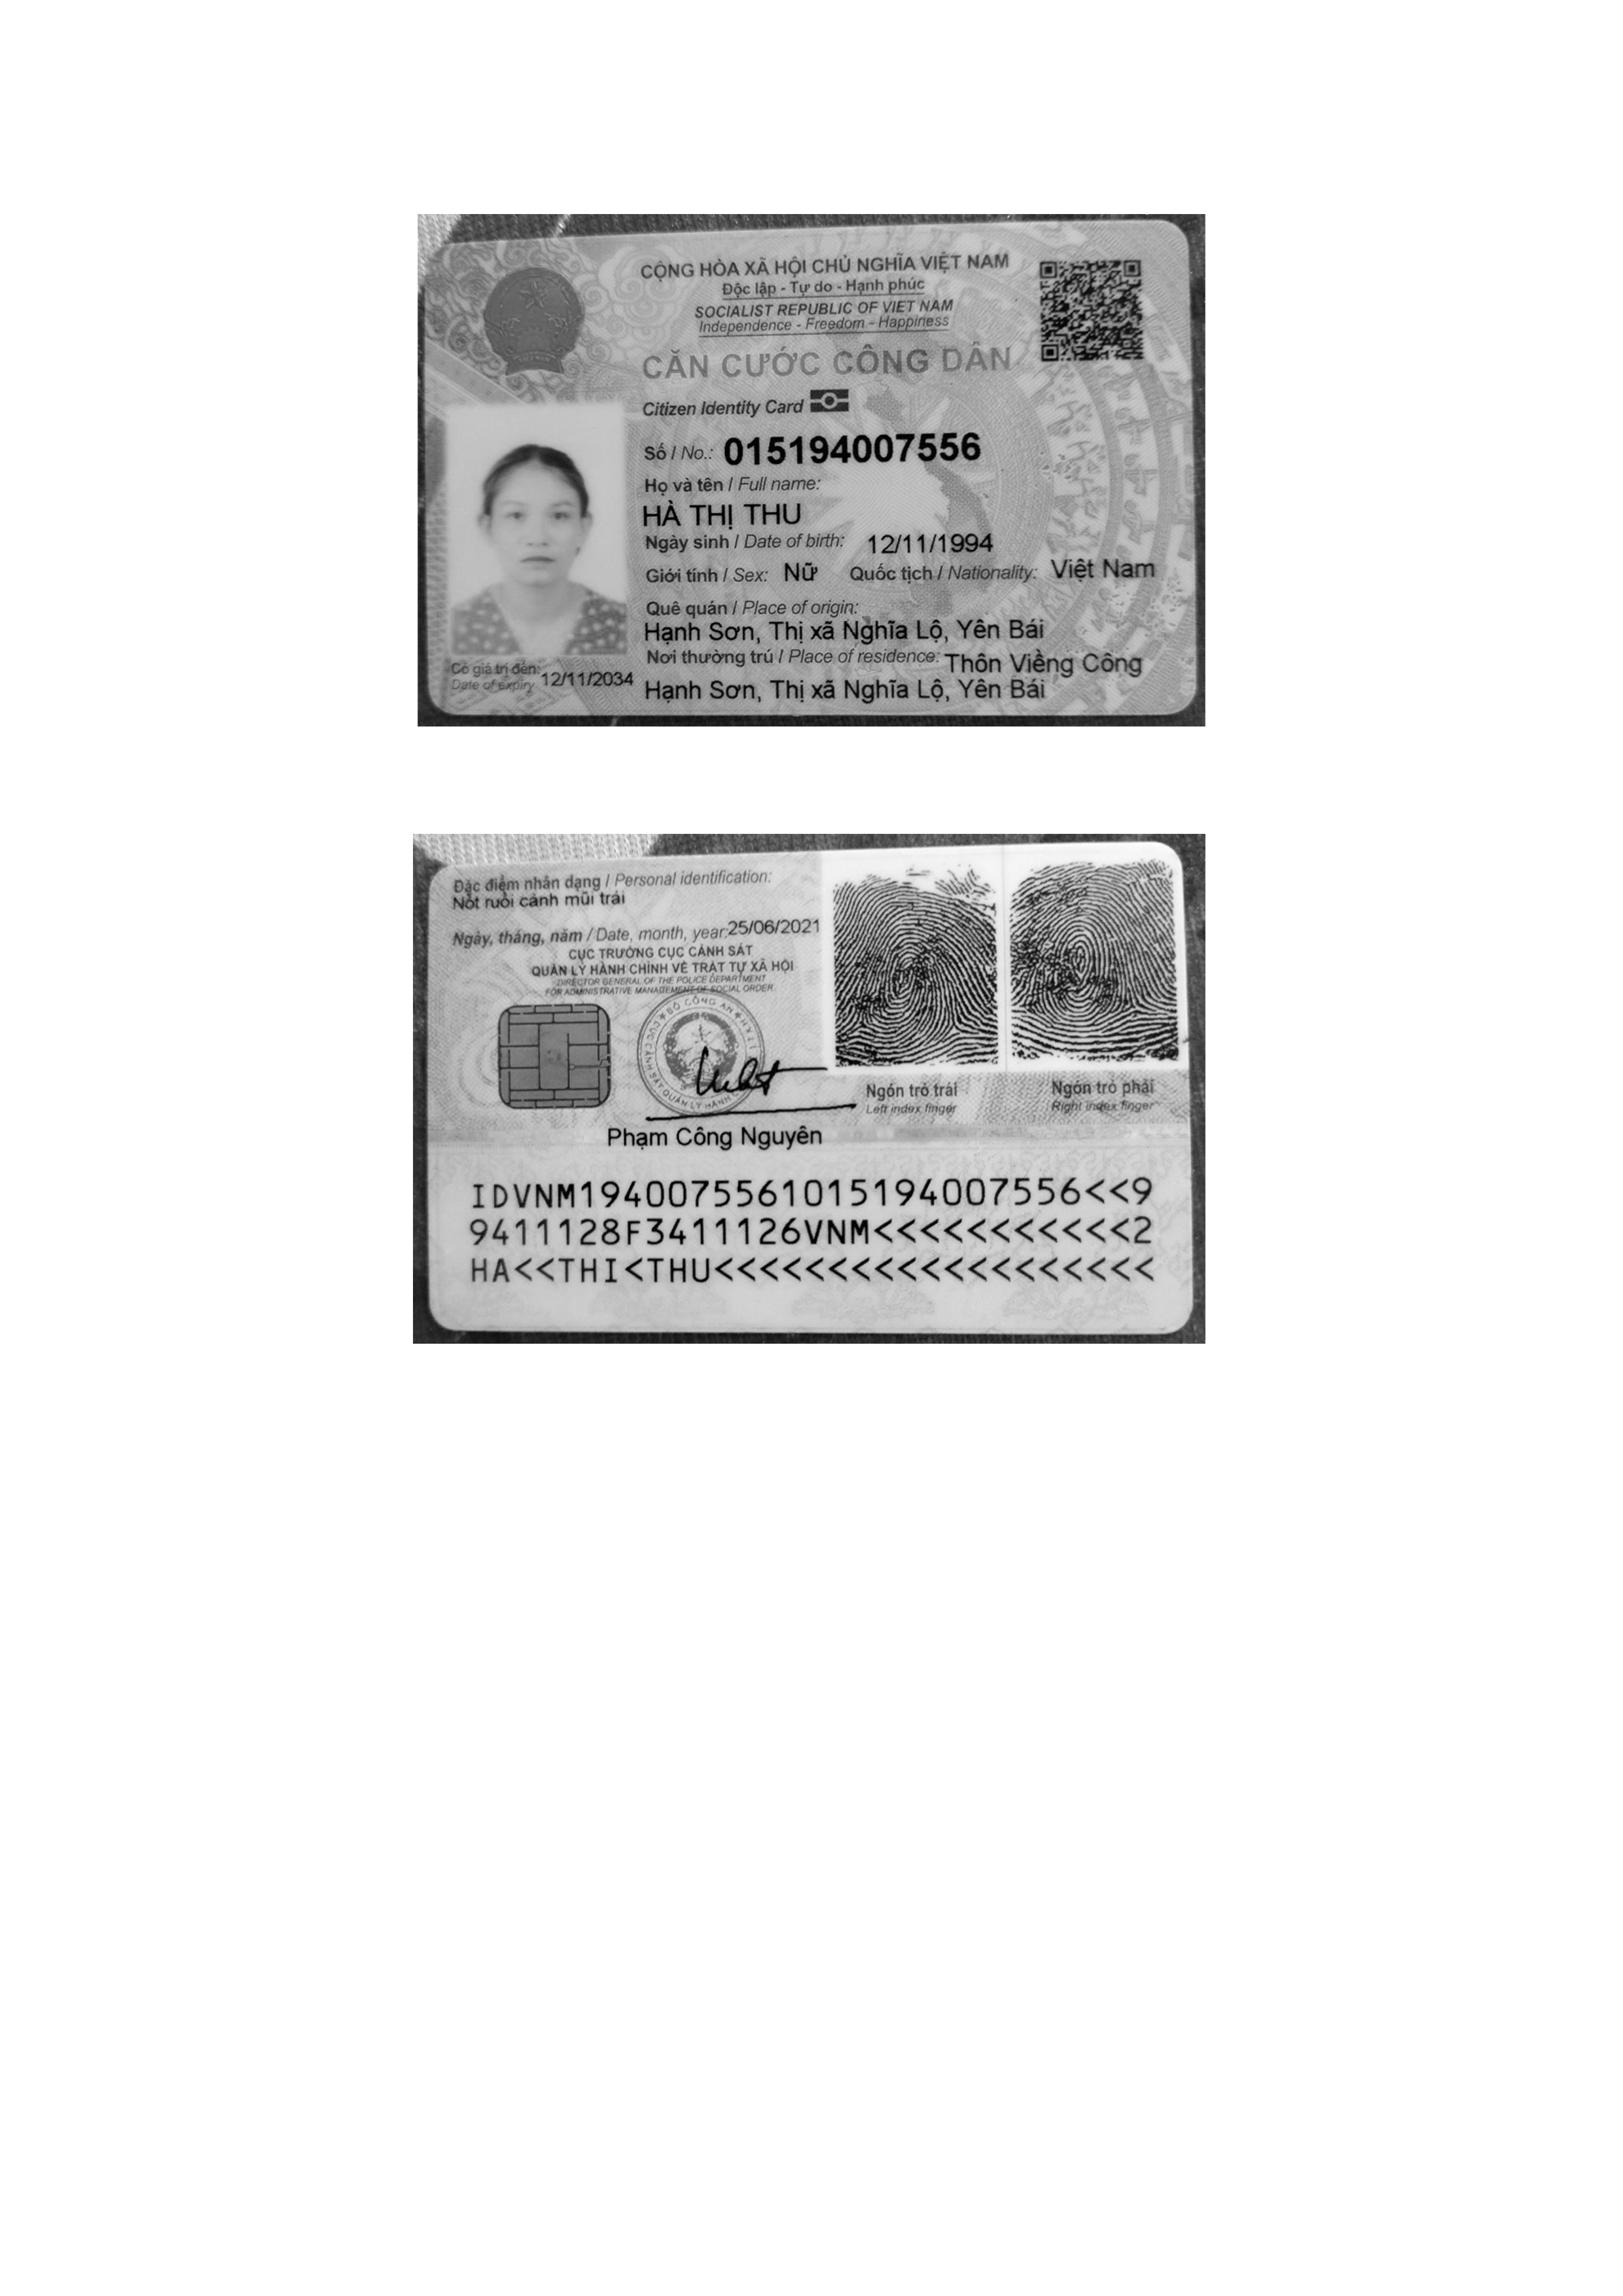 CỘNG HÒA XÃ HỘI CHỦ NGHĨA VIỆT NAM
Độc lập - Tự do - Hạnh phúc
SOCIALIST REPUBLIC OF VIET NAM
Independence - Freedom - Happiness
CĂN CƯỚC CÔNG DÂN
Citizen Identity Card
Số / No.: 015194007556
Họ và tên / Full name:
HÀ THỊ THU
Ngày sinh / Date of birth: 12/11/1994
Giới tính / Sex: Nữ Quốc tịch / Nationality: Việt Nam
Quê quán / Place of origin:
Hạnh Sơn, Thị xã Nghĩa Lộ, Yên Bái
Nơi thường trú / Place of residence: Thôn Viềng Công
Hạnh Sơn, Thị xã Nghĩa Lộ, Yên Bái
Có giá trị đến: 12/11/2034
Date of expiry
Đặc điểm nhân dạng / Personal identification:
Nốt ruồi cánh mũi trái
Ngày, tháng, năm / Date, month, year: 25/06/2021
CỤC TRƯỞNG CỤC CẢNH SÁT
QUẢN LÝ HÀNH CHÍNH VỀ TRẬT TỰ XÃ HỘI
DIRECTOR GENERAL OF THE POLICE DEPARTMENT
FOR ADMINISTRATIVE MANAGEMENT OF SOCIAL ORDER
BỘ CÔNG AN
Ngón trỏ trái
Left index finger
Ngón trỏ phải
Right index finger
Phạm Công Nguyên
IDVNM1940075561015194007556<<9
9411128F3411126VNM<<<<<<<<<<<2
HA<<THI<THU<<<<<<<<<<<<<<<<<<<